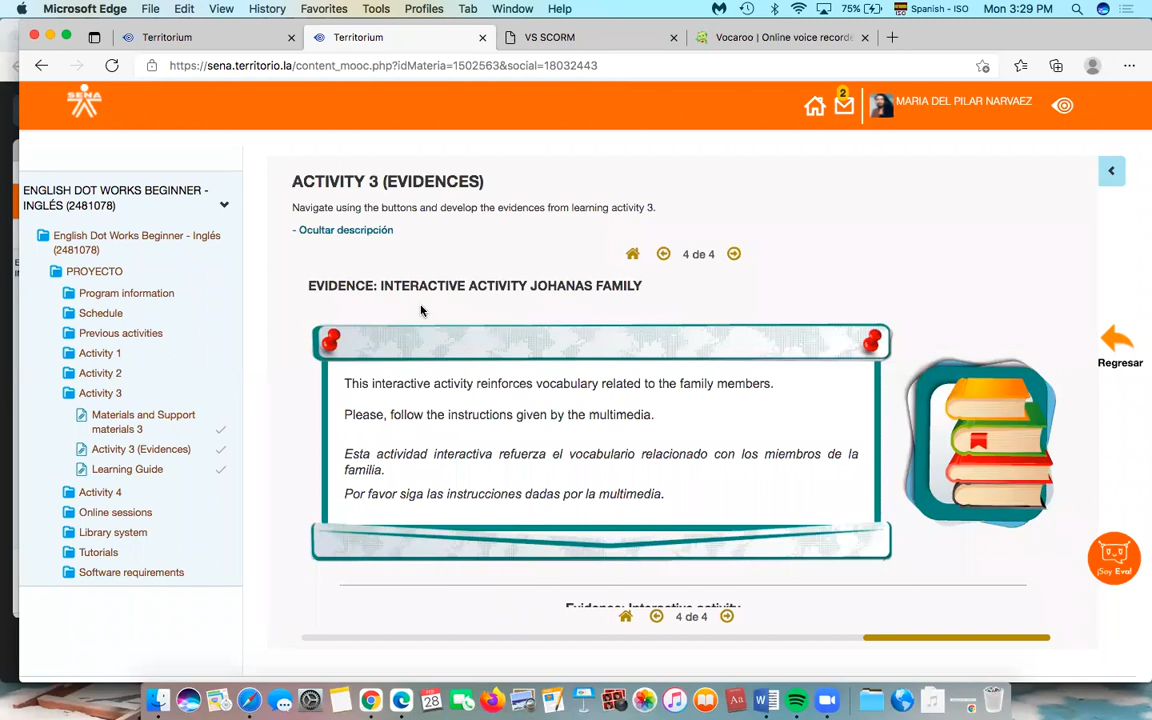 Microsoft Edge File Edit View History Favorites Tools Profiles Tab Window Help 75% Spanish - ISO Mon 3:29 PM
Territorium Territorium VS SCORM Vocaroo | Online voice recorde
https://sena.territorio.la/content_mooc.php?idMateria=1502563&social=18032443
SENA
2
MARIA DEL PILAR NARVAEZ
ENGLISH DOT WORKS BEGINNER -
INGLÉS (2481078)
English Dot Works Beginner - Inglés
(2481078)
PROYECTO
Program information
Schedule
Previous activities
Activity 1
Activity 2
Activity 3
Materials and Support
materials 3
Activity 3 (Evidences)
Learning Guide
Activity 4
Online sessions
Library system
Tutorials
Software requirements
ACTIVITY 3 (EVIDENCES)
Navigate using the buttons and develop the evidences from learning activity 3.
- Ocultar descripción
4 de 4
EVIDENCE: INTERACTIVE ACTIVITY JOHANAS FAMILY
This interactive activity reinforces vocabulary related to the family members.
Please, follow the instructions given by the multimedia.
Esta actividad interactiva refuerza el vocabulario relacionado con los miembros de la
familia.
Por favor siga las instrucciones dadas por la multimedia.
Evidence: Interactive activity
4 de 4
Regresar
¡Soy Eva!
28